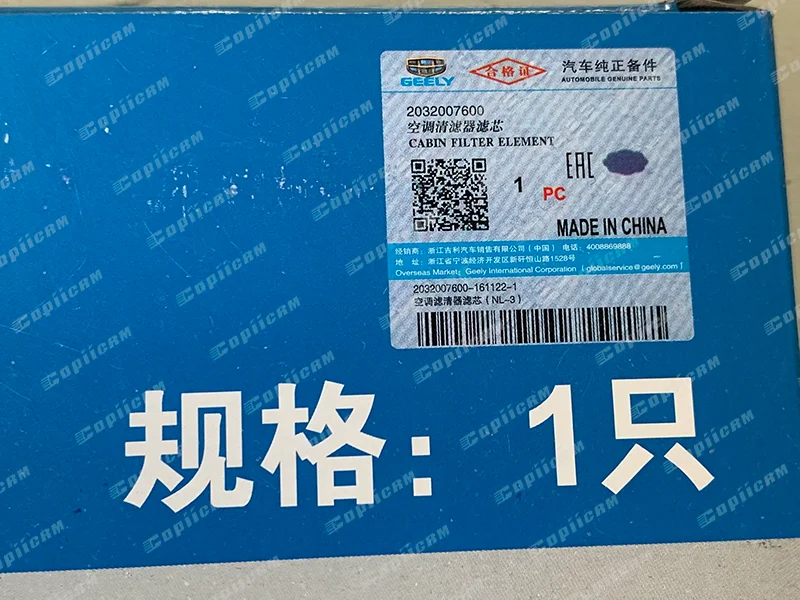 GEELY
合格证
汽车纯正备件
AUTOMOBILE GENUINE PARTS
2032007600
空调清滤器滤芯
CABIN FILTER ELEMENT
1 PC
EAC
MADE IN CHINA
经销商：浙江吉利汽车销售有限公司（中国） 电话：4008869888
地 址：浙江省宁波经济开发区新矸恒山路1528号
Overseas Market: Geely International Corporation ( globalservice@geely.com )
2032007600-161122-1
空调滤清器滤芯（NL-3）
规格：1只
CopiicAM